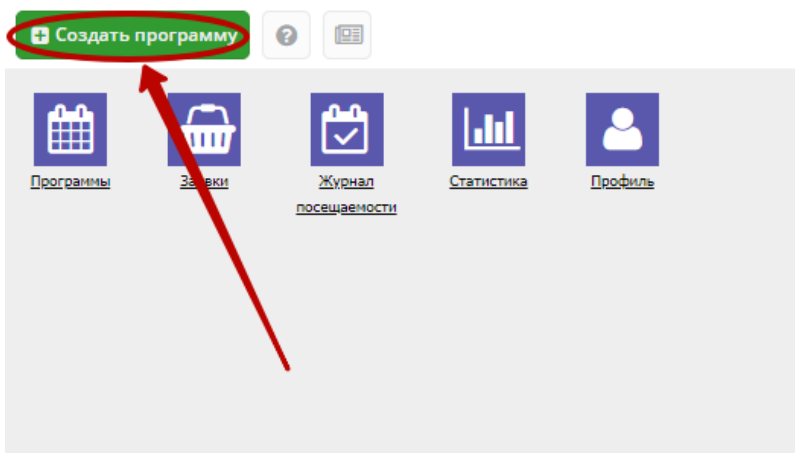 Создать программу
Программы
Заявки
Журнал
посещаемости
Статистика
Профиль